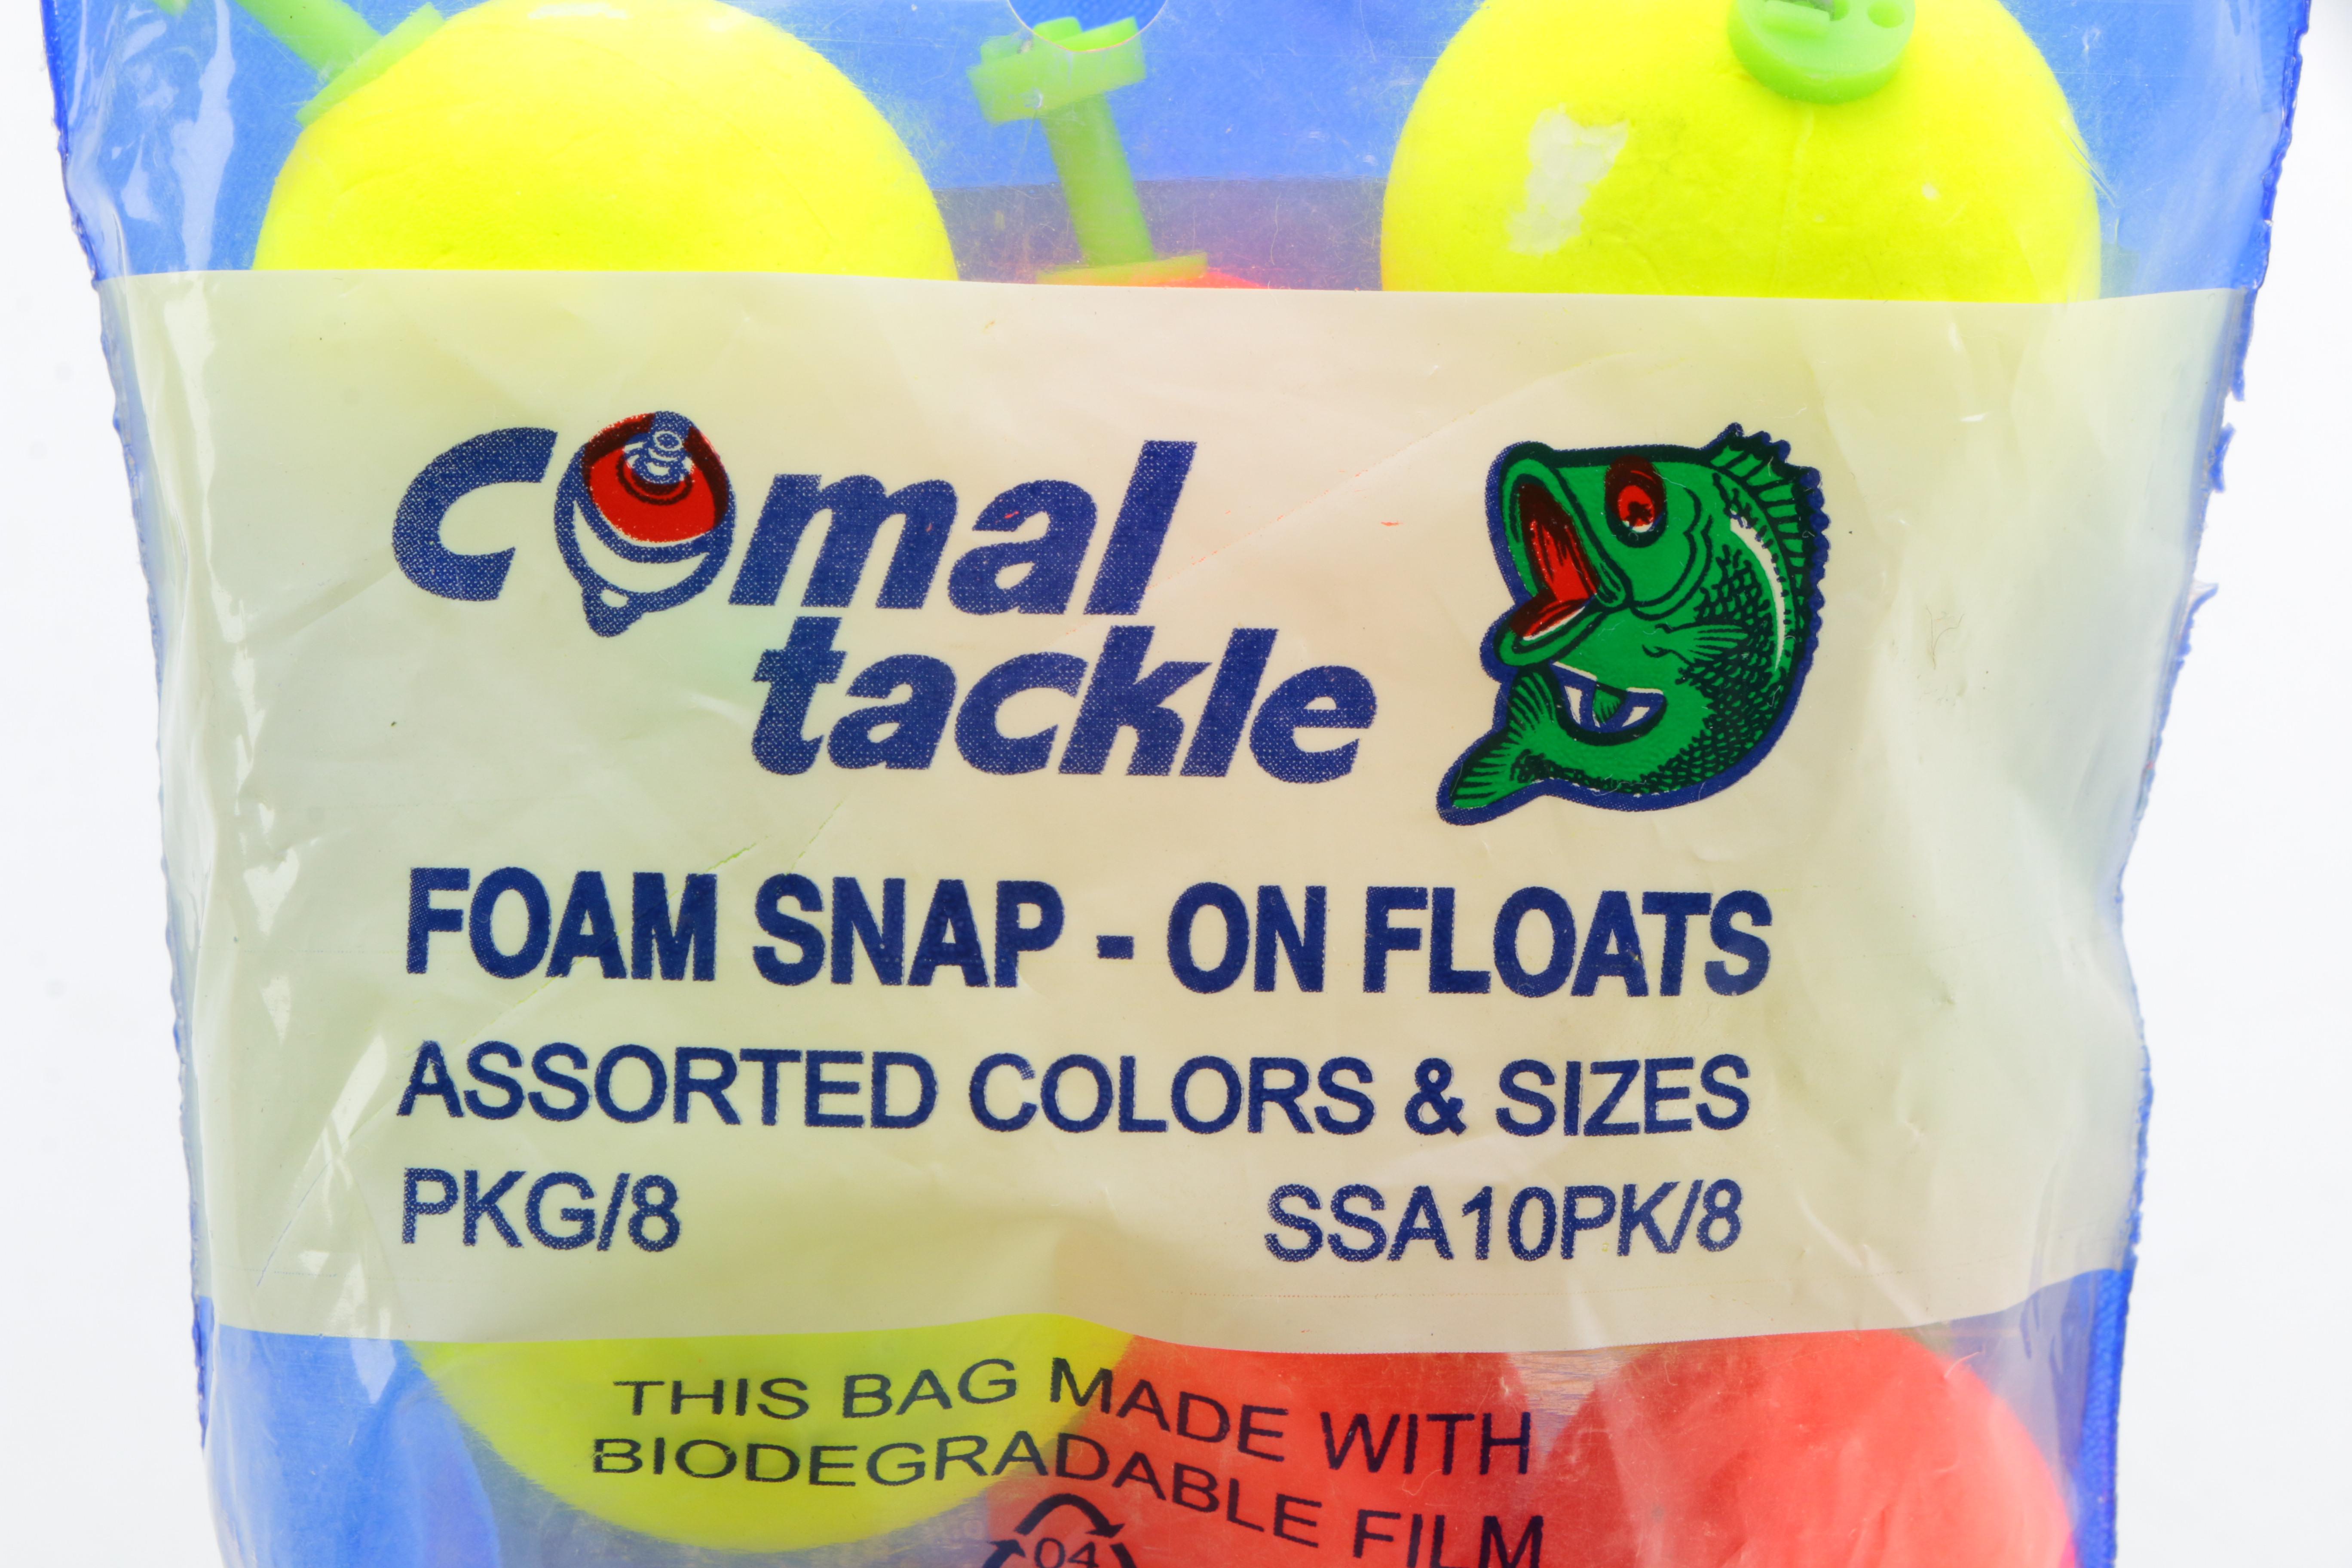 comal
tackle
FOAM SNAP - ON FLOATS
ASSORTED COLORS & SIZES
PKG/8 SSA10PK/8
THIS BAG MADE WITH
BIODEGRADABLE FILM
04